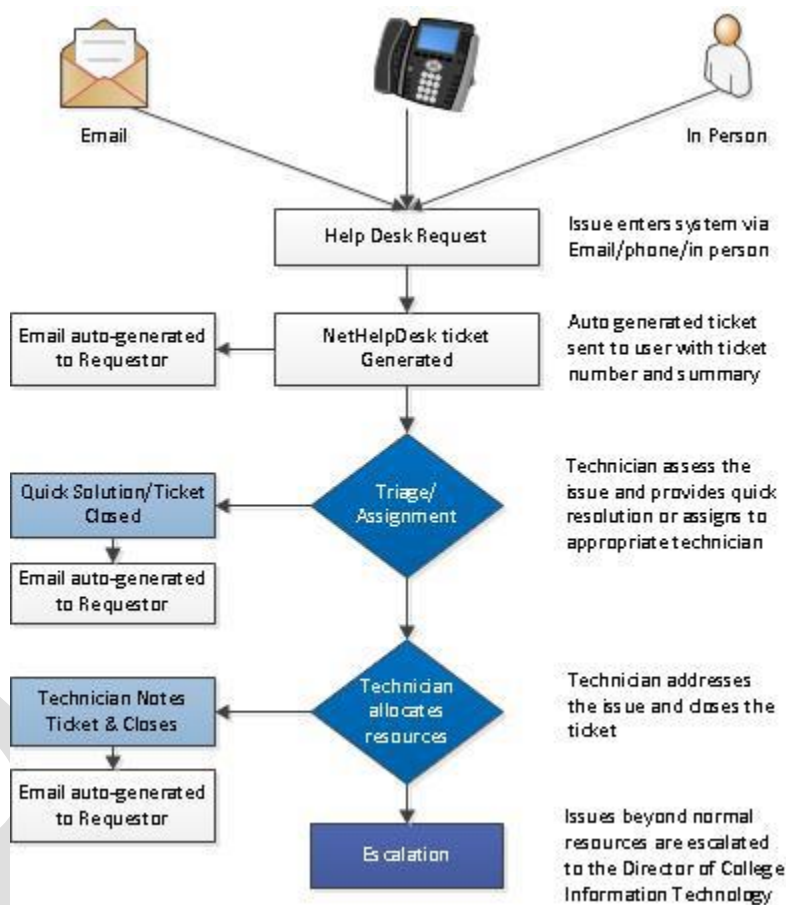 Email
In Person
Help Desk Request
Issue enters system via
Email/phone/in person
Email auto-generated
to Requestor
NetHelpDesk ticket
Generated
Auto generated ticket
sent to user with ticket
number and summary
Quick Solution/Ticket
Closed
Triage/
Assignment
Technician assess the
issue and provides quick
resolution or assigns to
appropriate technician
Email auto-generated
to Requestor
Technician Notes
Ticket & Closes
Technician
allocates
resources
Technician addresses
the issue and closes the
ticket
Email auto-generated
to Requestor
Escalation
Issues beyond normal
resources are escalated
to the Director of College
Information Technology